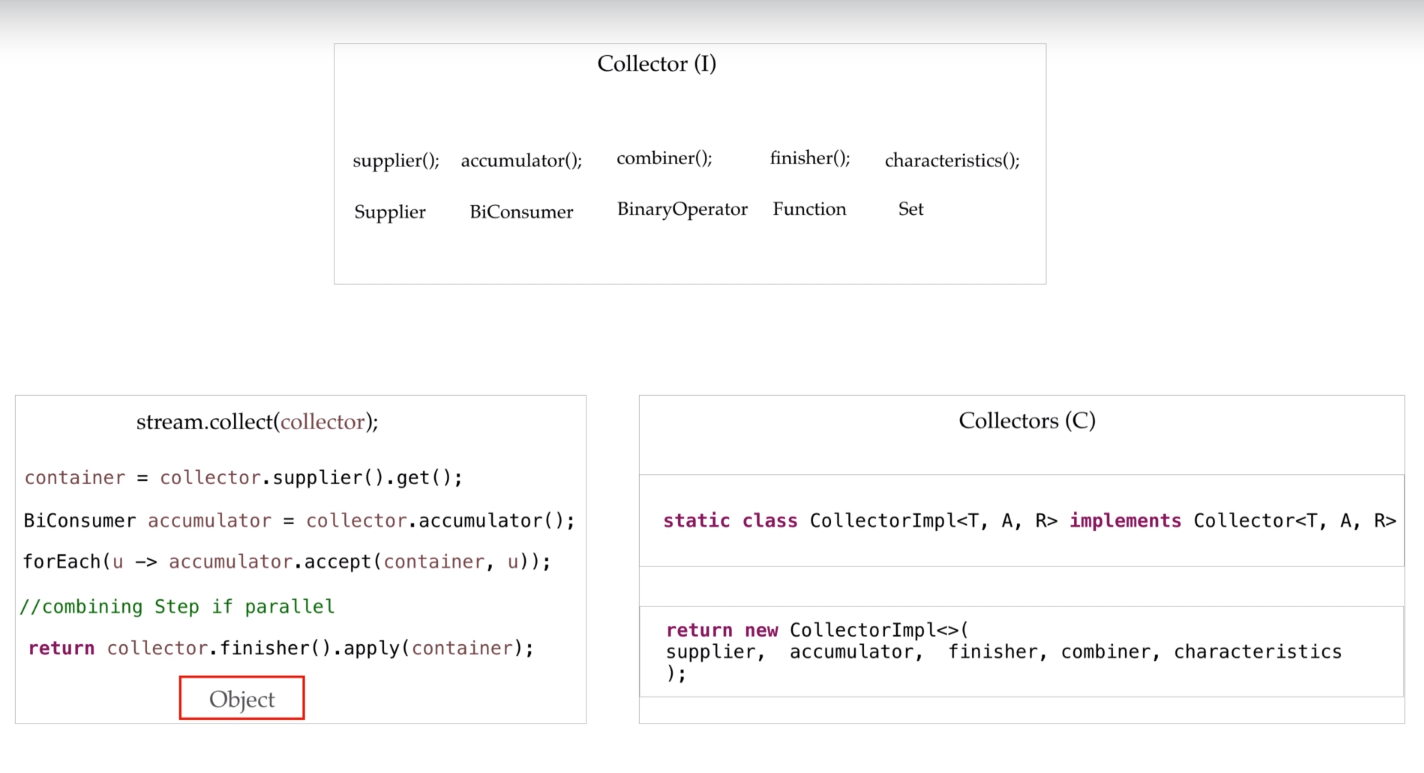 Collector (I)
supplier(); accumulator(); combiner(); finisher(); characteristics();
Supplier BiConsumer BinaryOperator Function Set
stream.collect(collector);
container = collector.supplier().get();
BiConsumer accumulator = collector.accumulator();
forEach(u -> accumulator.accept(container, u));
//combining Step if parallel
return collector.finisher().apply(container);
Object
Collectors (C)
static class CollectorImpl<T, A, R> implements Collector<T, A, R>
return new CollectorImpl<>(
supplier, accumulator, finisher, combiner, characteristics
);